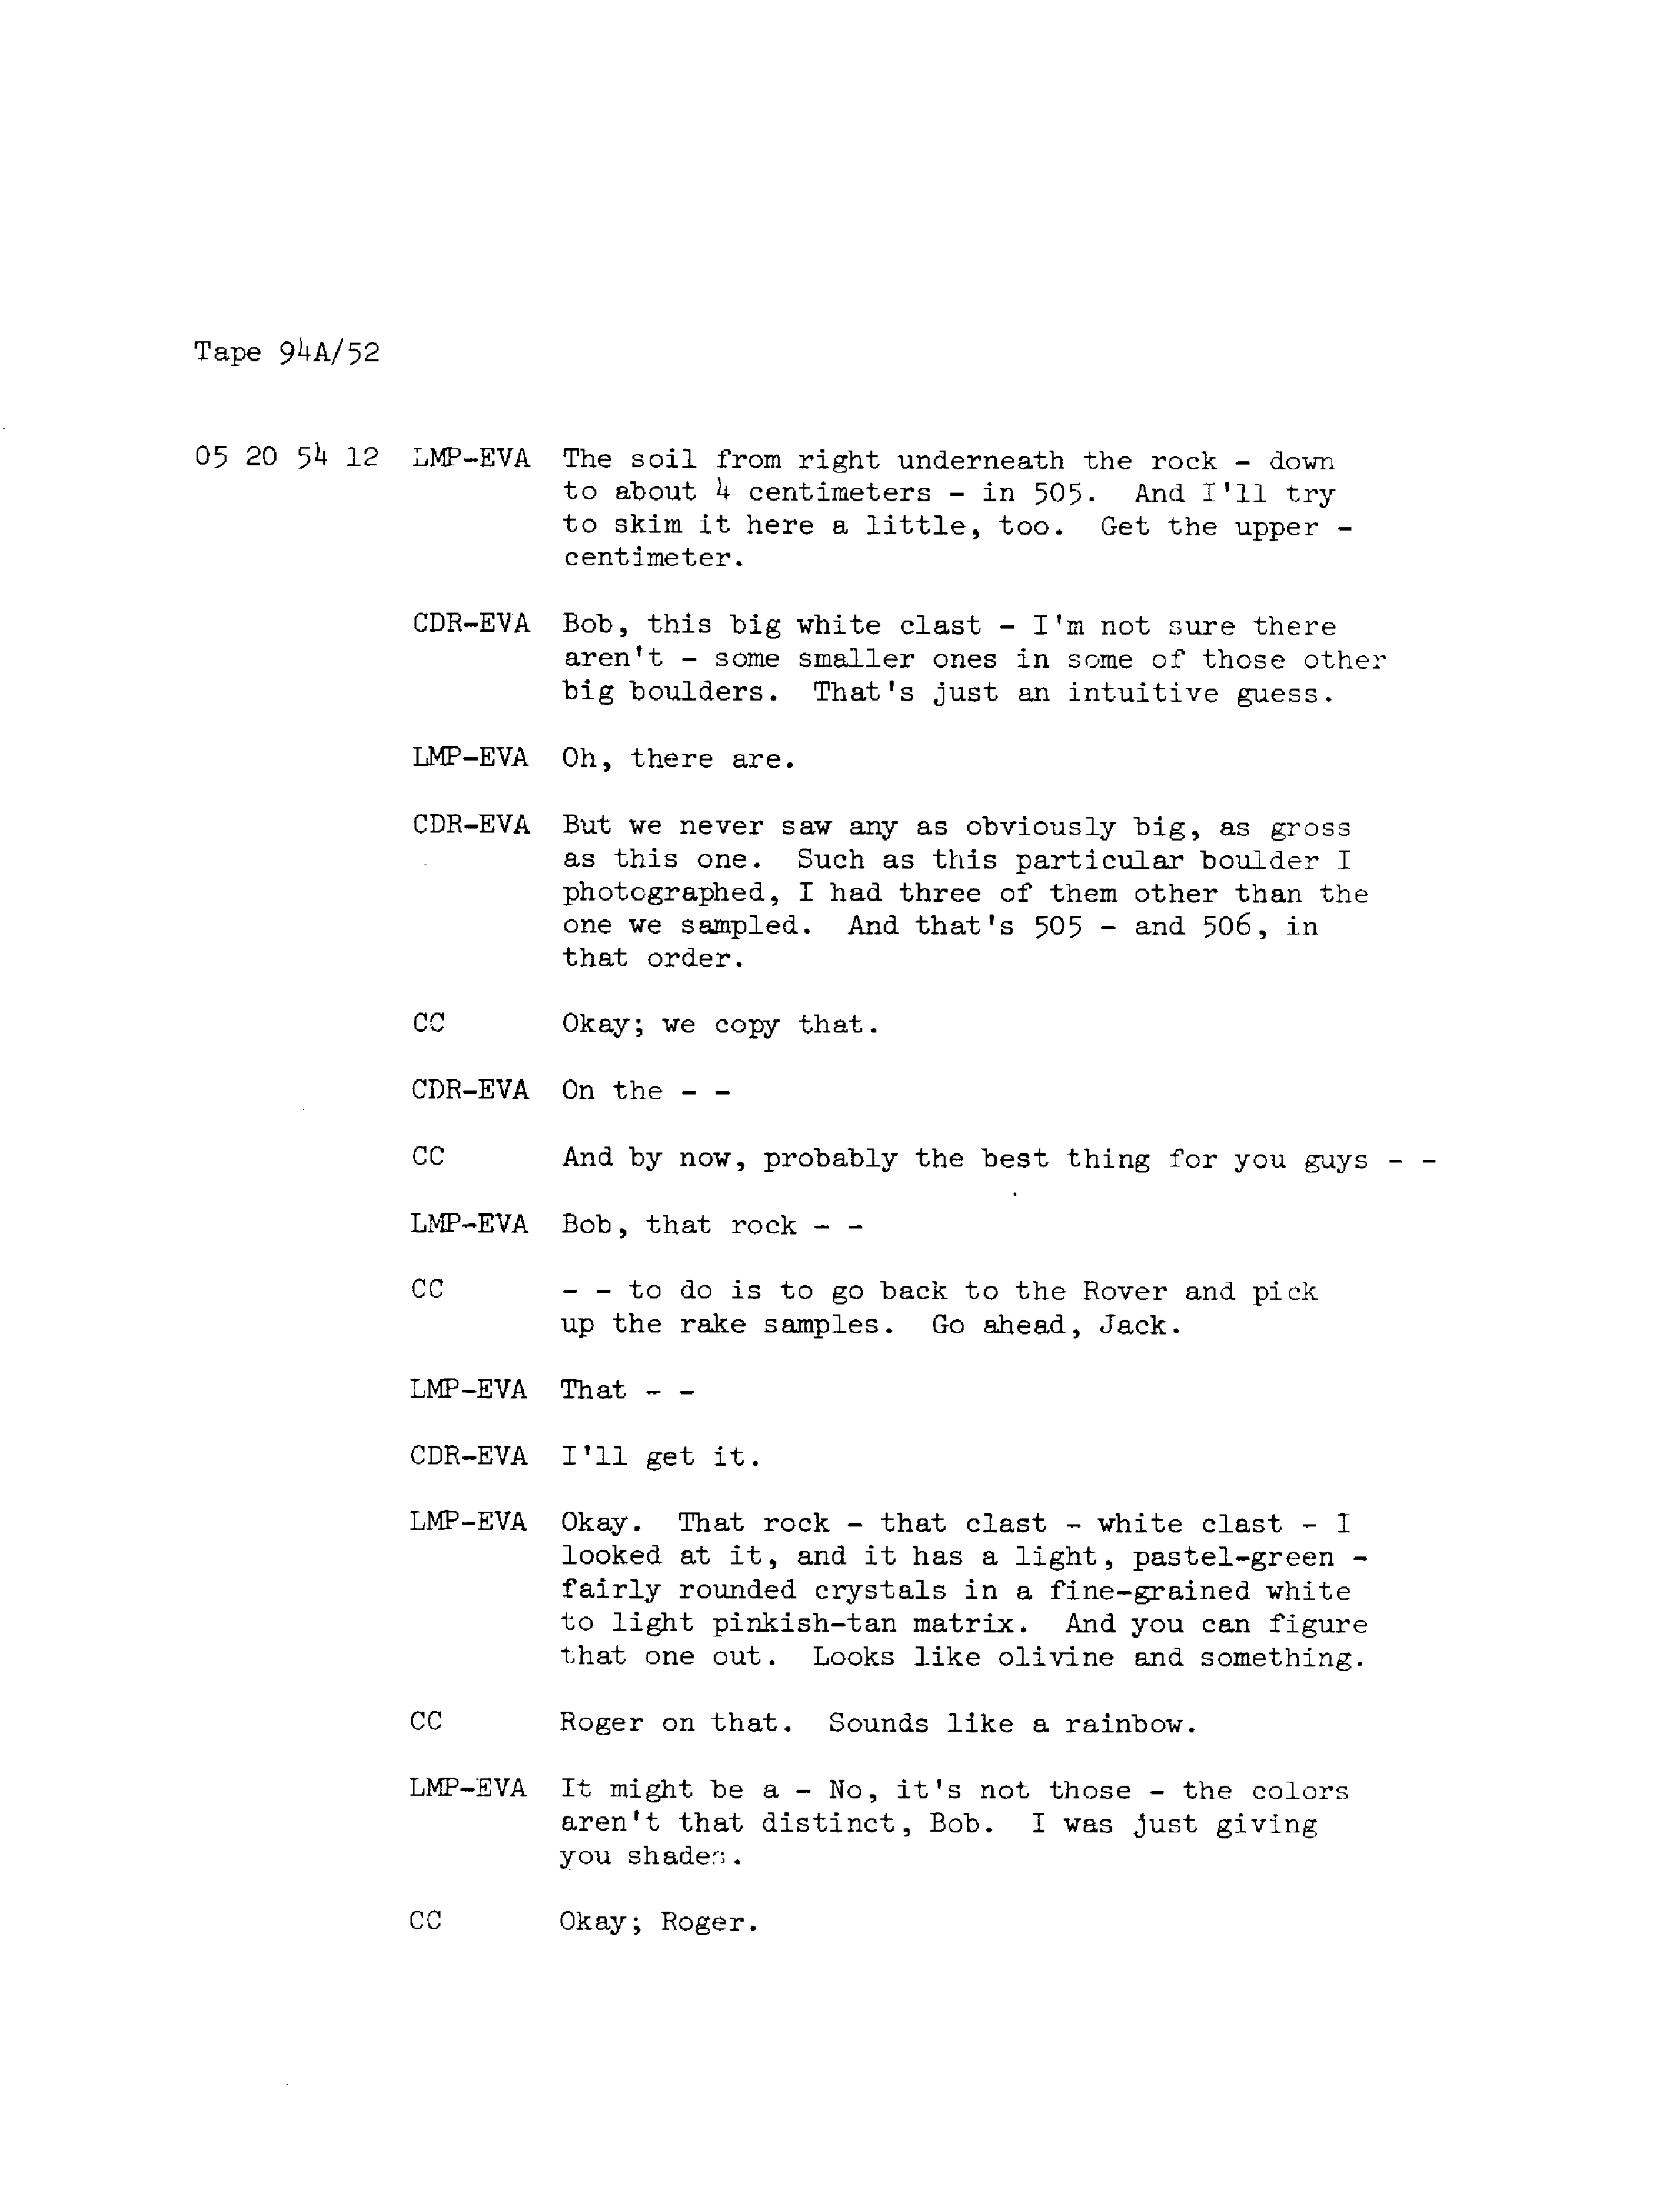 Tape 94A/52
05 20 54 12 LMP-EVA The soil from right underneath the rock - down
to about 4 centimeters - in 505. And I'll try
to skim it here a little, too. Get the upper -
centimeter.
CDR-EVA Bob, this big white clast - I'm not sure there
aren't - some smaller ones in some of those other
big boulders. That's just an intuitive guess.
LMP-EVA Oh, there are.
CDR-EVA But we never saw any as obviously big, as gross
as this one. Such as this particular boulder I
photographed, I had three of them other than the
one we sampled. And that's 505 - and 506, in
that order.
CC Okay; we copy that.
CDR-EVA On the - -
CC And by now, probably the best thing for you guys - -
LMP-EVA Bob, that rock - -
CC - - to do is to go back to the Rover and pick
up the rake samples. Go ahead, Jack.
LMP-EVA That - -
CDR-EVA I'll get it.
LMP-EVA Okay. That rock - that clast - white clast - I
looked at it, and it has a light, pastel-green -
fairly rounded crystals in a fine-grained white
to light pinkish-tan matrix. And you can figure
that one out. Looks like olivine and something.
CC Roger on that. Sounds like a rainbow.
LMP-EVA It might be a - No, it's not those - the colors
aren't that distinct, Bob. I was just giving
you shades.
CC Okay; Roger.